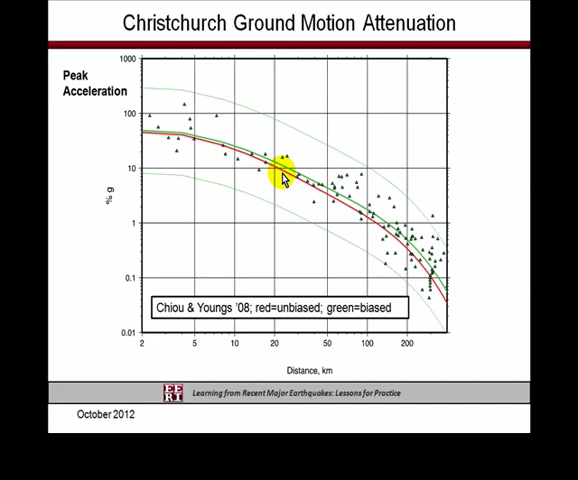 Christchurch Ground Motion Attenuation
Peak
Acceleration
1000
100
10
1
0.1
0.01
% g
Chiou & Youngs '08; red=unbiased; green=biased
2 5 10 20 50 100 200
Distance, km
EE
RI
Learning from Recent Major Earthquakes: Lessons for Practice
October 2012